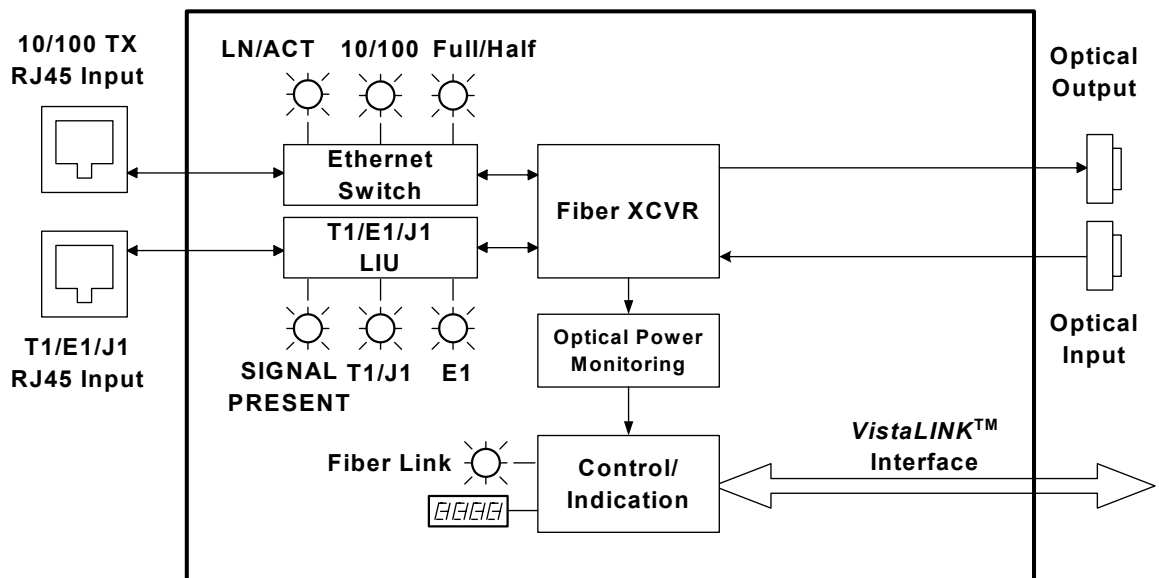 10/100 TX
RJ45 Input
LN/ACT
10/100
Full/Half
Optical
Output
Ethernet
Switch
Fiber XCVR
T1/E1/J1
LIU
T1/E1/J1
RJ45 Input
SIGNAL
PRESENT
T1/J1
E1
Optical Power
Monitoring
Optical
Input
Fiber Link
Control/
Indication
VistaLINK™
Interface
8888